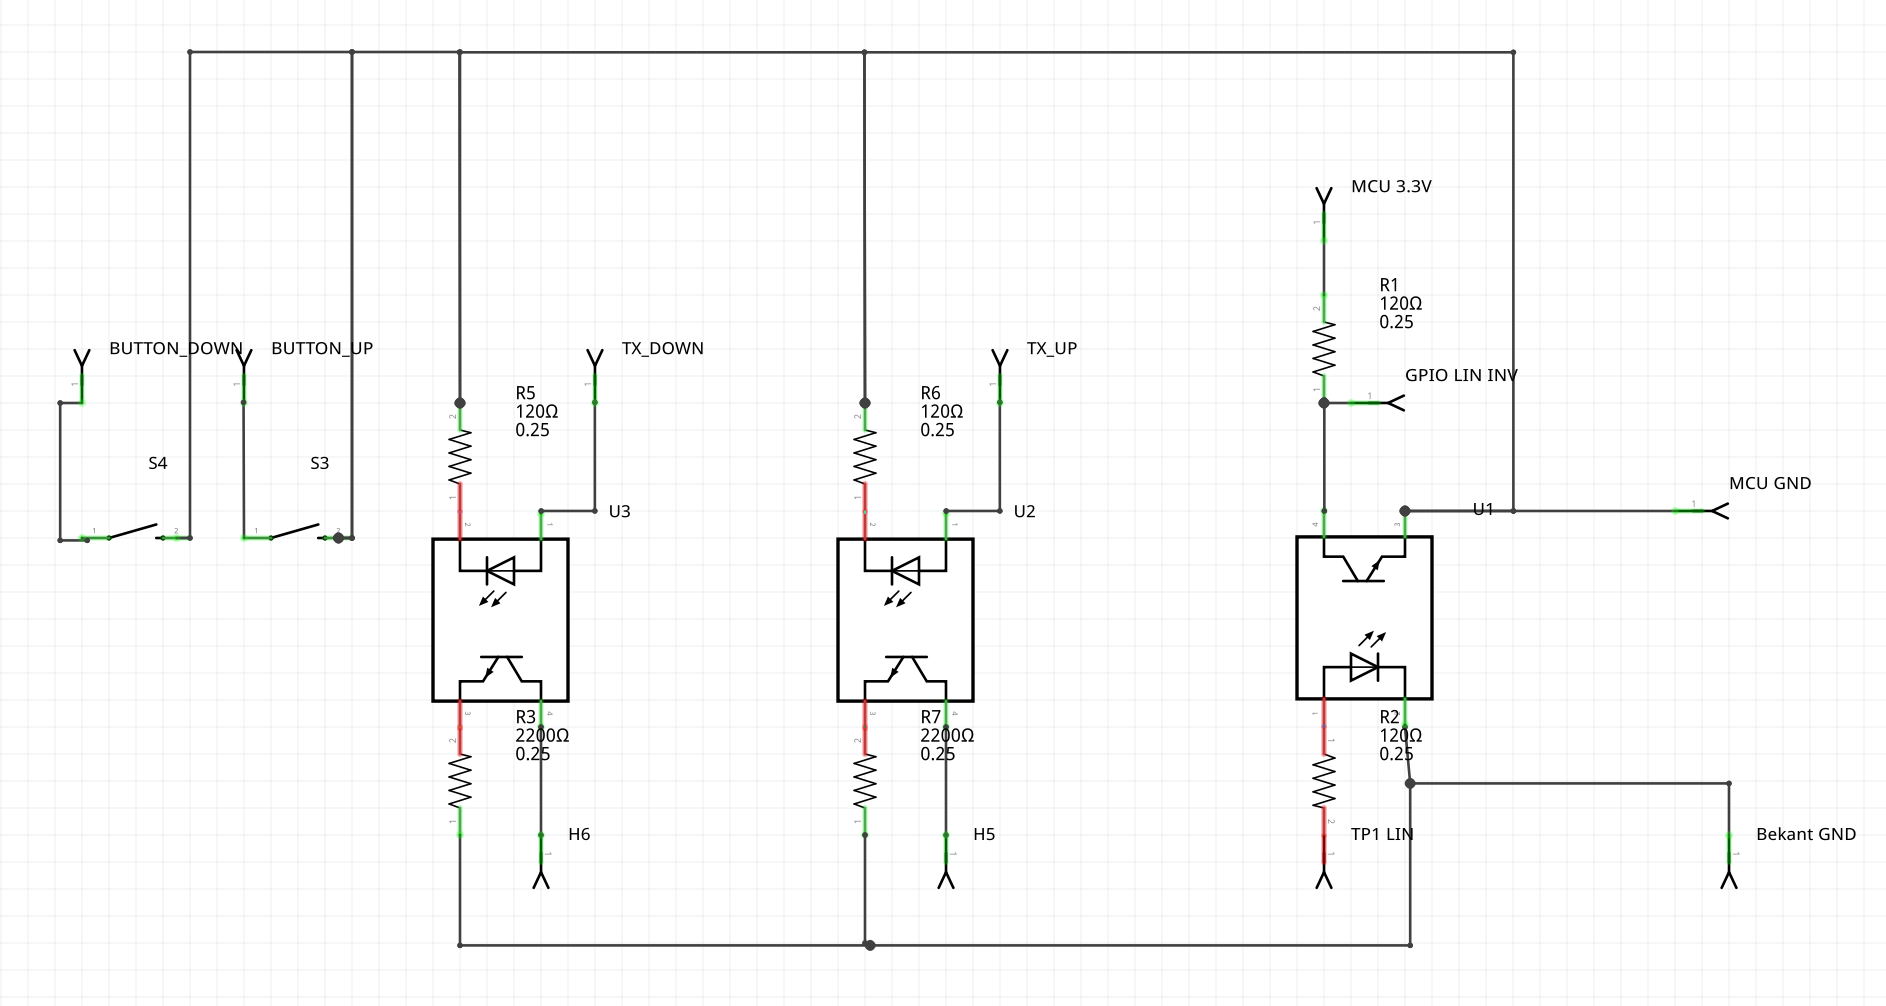 MCU 3.3V
R1
120Ω
0.25
BUTTON_DOWN
BUTTON_UP
TX_DOWN
TX_UP
GPIO LIN INV
R5
120Ω
0.25
R6
120Ω
0.25
S4
S3
MCU GND
U3
U2
U1
R3
2200Ω
0.25
R7
2200Ω
0.25
R2
120Ω
0.25
H6
H5
TP1 LIN
Bekant GND